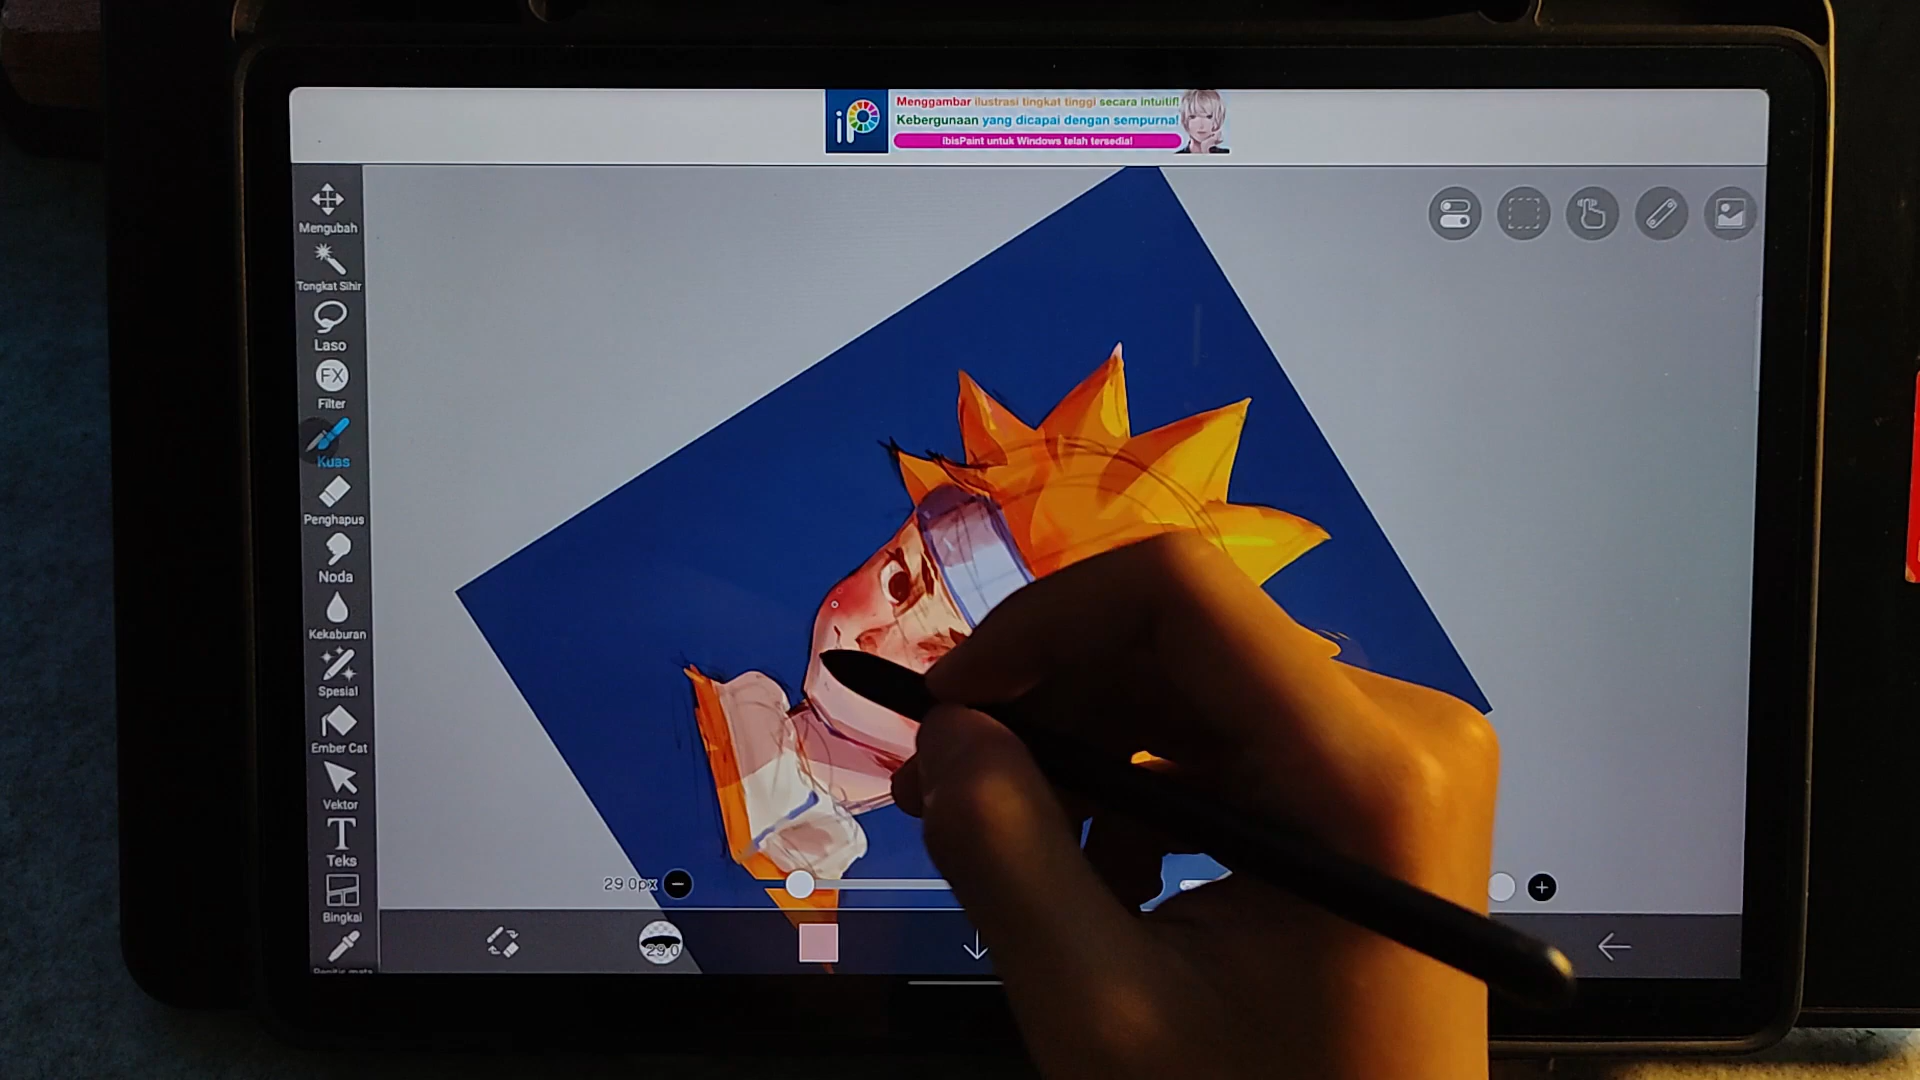 iP
Menggambar ilustrasi tingkat tinggi secara intuitif!
Kebergunaan yang dicapai dengan sempurna!
ibisPaint untuk Windows telah tersedia!
Mengubah
Tongkat Sihir
Laso
FX
Filter
Kuas
Penghapus
Noda
Kekaburan
Spesial
Ember Cat
Vektor
T
Teks
Bingkai
29 0px
29 0